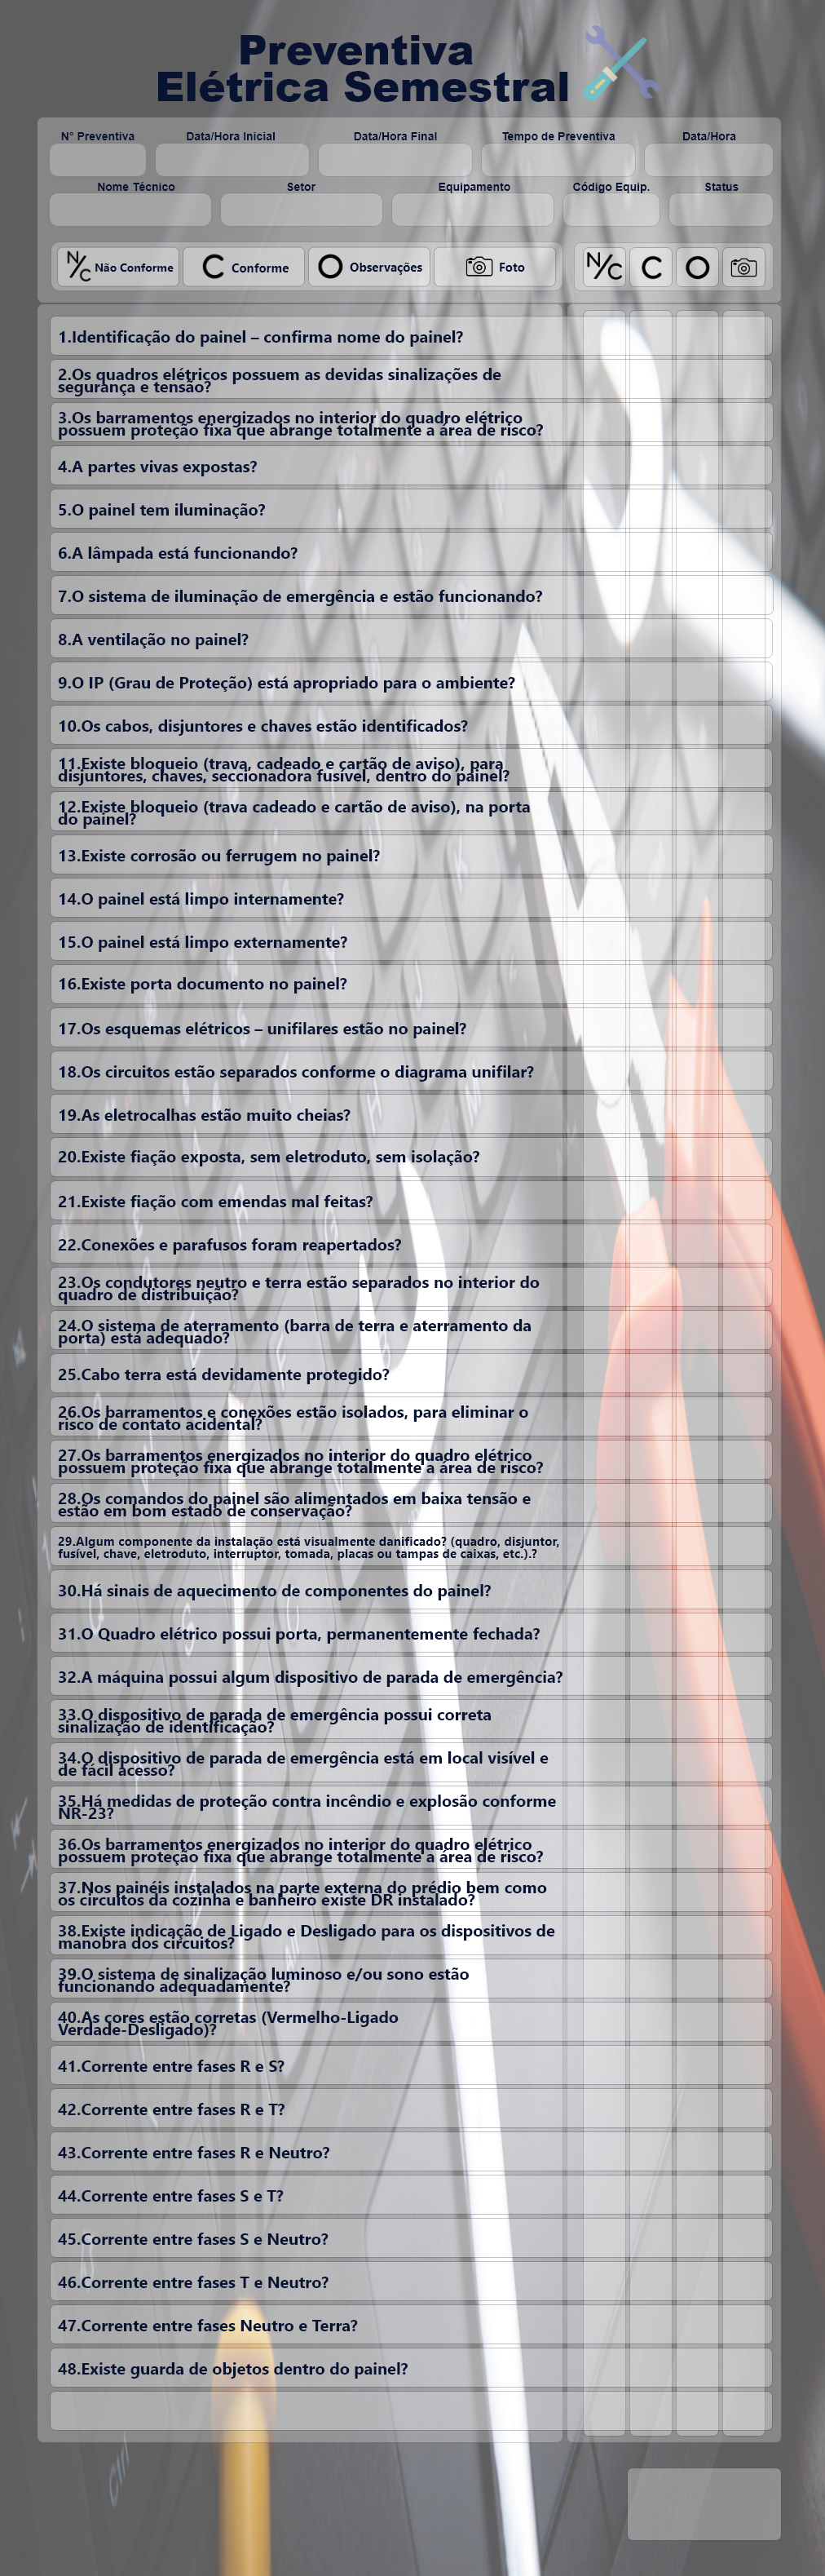 Preventiva
Elétrica Semestral
N° Preventiva Data/Hora Inicial Data/Hora Final Tempo de Preventiva Data/Hora
Nome Técnico Setor Equipamento Código Equip. Status
N/C Não Conforme C Conforme O Observações Foto N/C C O
1.Identificação do painel – confirma nome do painel?
2.Os quadros elétricos possuem as devidas sinalizações de
segurança e tensão?
3.Os barramentos energizados no interior do quadro elétrico
possuem proteção fixa que abrange totalmente a área de risco?
4.A partes vivas expostas?
5.O painel tem iluminação?
6.A lâmpada está funcionando?
7.O sistema de iluminação de emergência e estão funcionando?
8.A ventilação no painel?
9.O IP (Grau de Proteção) está apropriado para o ambiente?
10.Os cabos, disjuntores e chaves estão identificados?
11.Existe bloqueio (trava, cadeado e cartão de aviso), para
disjuntores, chaves, seccionadora fusível, dentro do painel?
12.Existe bloqueio (trava cadeado e cartão de aviso), na porta
do painel?
13.Existe corrosão ou ferrugem no painel?
14.O painel está limpo internamente?
15.O painel está limpo externamente?
16.Existe porta documento no painel?
17.Os esquemas elétricos – unifilares estão no painel?
18.Os circuitos estão separados conforme o diagrama unifilar?
19.As eletrocalhas estão muito cheias?
20.Existe fiação exposta, sem eletroduto, sem isolação?
21.Existe fiação com emendas mal feitas?
22.Conexões e parafusos foram reapertados?
23.Os condutores neutro e terra estão separados no interior do
quadro de distribuição?
24.O sistema de aterramento (barra de terra e aterramento da
porta) está adequado?
25.Cabo terra está devidamente protegido?
26.Os barramentos e conexões estão isolados, para eliminar o
risco de contato acidental?
27.Os barramentos energizados no interior do quadro elétrico
possuem proteção fixa que abrange totalmente a área de risco?
28.Os comandos do painel são alimentados em baixa tensão e
estão em bom estado de conservação?
29.Algum componente da instalação está visualmente danificado? (quadro, disjuntor,
fusível, chave, eletroduto, interruptor, tomada, placas ou tampas de caixas, etc.).?
30.Há sinais de aquecimento de componentes do painel?
31.O Quadro elétrico possui porta, permanentemente fechada?
32.A máquina possui algum dispositivo de parada de emergência?
33.O dispositivo de parada de emergência possui correta
sinalização de identificação?
34.O dispositivo de parada de emergência está em local visível e
de fácil acesso?
35.Há medidas de proteção contra incêndio e explosão conforme
NR-23?
36.Os barramentos energizados no interior do quadro elétrico
possuem proteção fixa que abrange totalmente a área de risco?
37.Nos painéis instalados na parte externa do prédio bem como
os circuitos da cozinha e banheiro existe DR instalado?
38.Existe indicação de Ligado e Desligado para os dispositivos de
manobra dos circuitos?
39.O sistema de sinalização luminoso e/ou sono estão
funcionando adequadamente?
40.As cores estão corretas (Vermelho-Ligado
Verdade-Desligado)?
41.Corrente entre fases R e S?
42.Corrente entre fases R e T?
43.Corrente entre fases R e Neutro?
44.Corrente entre fases S e T?
45.Corrente entre fases S e Neutro?
46.Corrente entre fases T e Neutro?
47.Corrente entre fases Neutro e Terra?
48.Existe guarda de objetos dentro do painel?
Ctrl